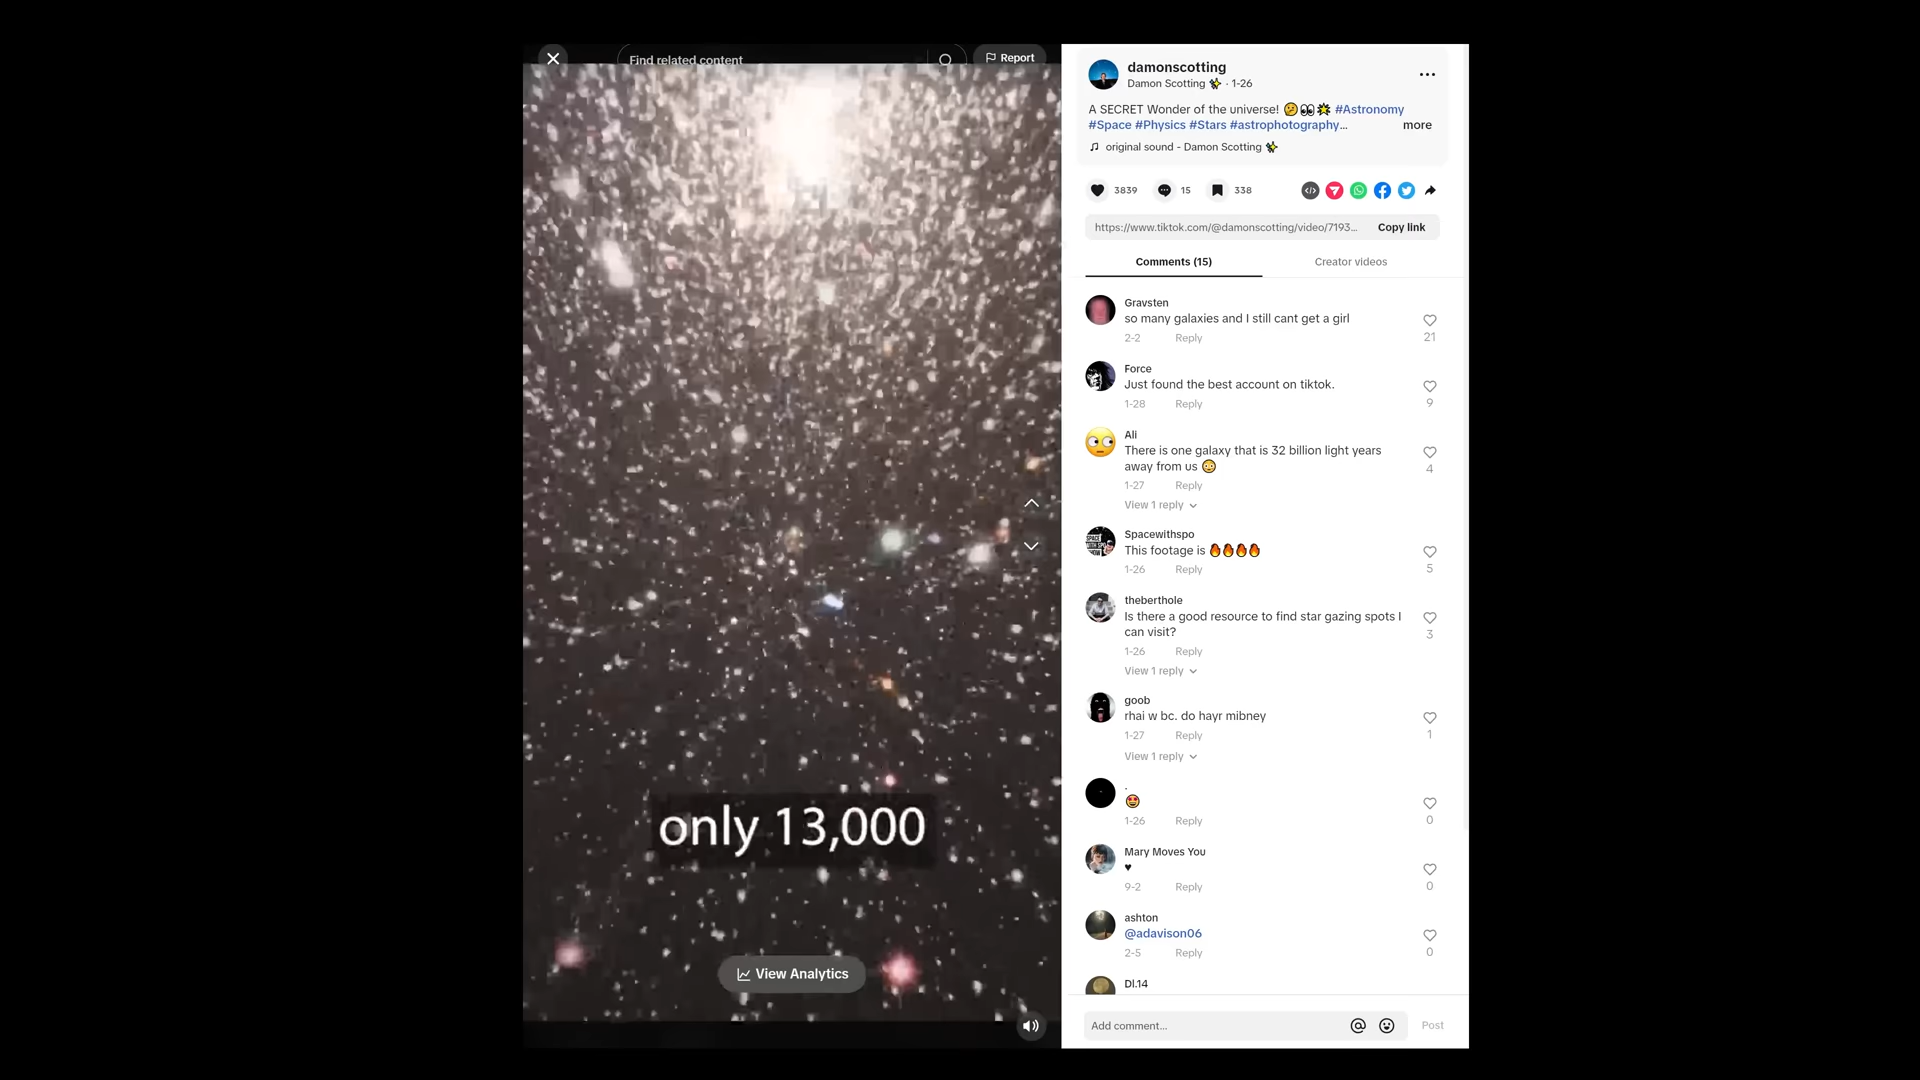 Find related content
Report
only 13,000
View Analytics
damonscotting
Damon Scotting ✨ · 1-26
A SECRET Wonder of the universe! 🤔👀💥 #Astronomy
#Space #Physics #Stars #astrophotography...
more
♫ original sound - Damon Scotting ✨
3839
15
338
https://www.tiktok.com/@damonscotting/video/7193...
Copy link
Comments (15)
Creator videos
Gravsten
so many galaxies and I still cant get a girl
2-2 Reply
21
Force
Just found the best account on tiktok.
1-28 Reply
9
Ali
There is one galaxy that is 32 billion light years
away from us 😳
1-27 Reply
4
View 1 reply
Spacewithspo
This footage is 🔥🔥🔥🔥
1-26 Reply
5
theberthole
Is there a good resource to find star gazing spots I
can visit?
1-26 Reply
3
View 1 reply
goob
rhai w bc. do hayr mibney
1-27 Reply
1
View 1 reply
.
😍
1-26 Reply
0
Mary Moves You
♥
9-2 Reply
0
ashton
@adavison06
2-5 Reply
0
Dl.14
Add comment...
Post